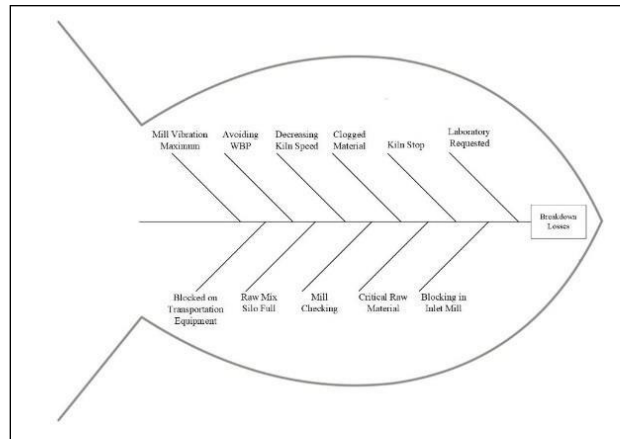 Mill Vibration
Maximum
Avoiding
WBP
Decrensing
Kiln Speed
Clogged
Material
Kiln Stop
Laboratory
Requested
Breakdown
Losses
Blocked on
Transportation
Equipment
Raw Mix
Silo Full
Mill
Checking
Critical Raw
Material
Blocking in
Inlet Mill